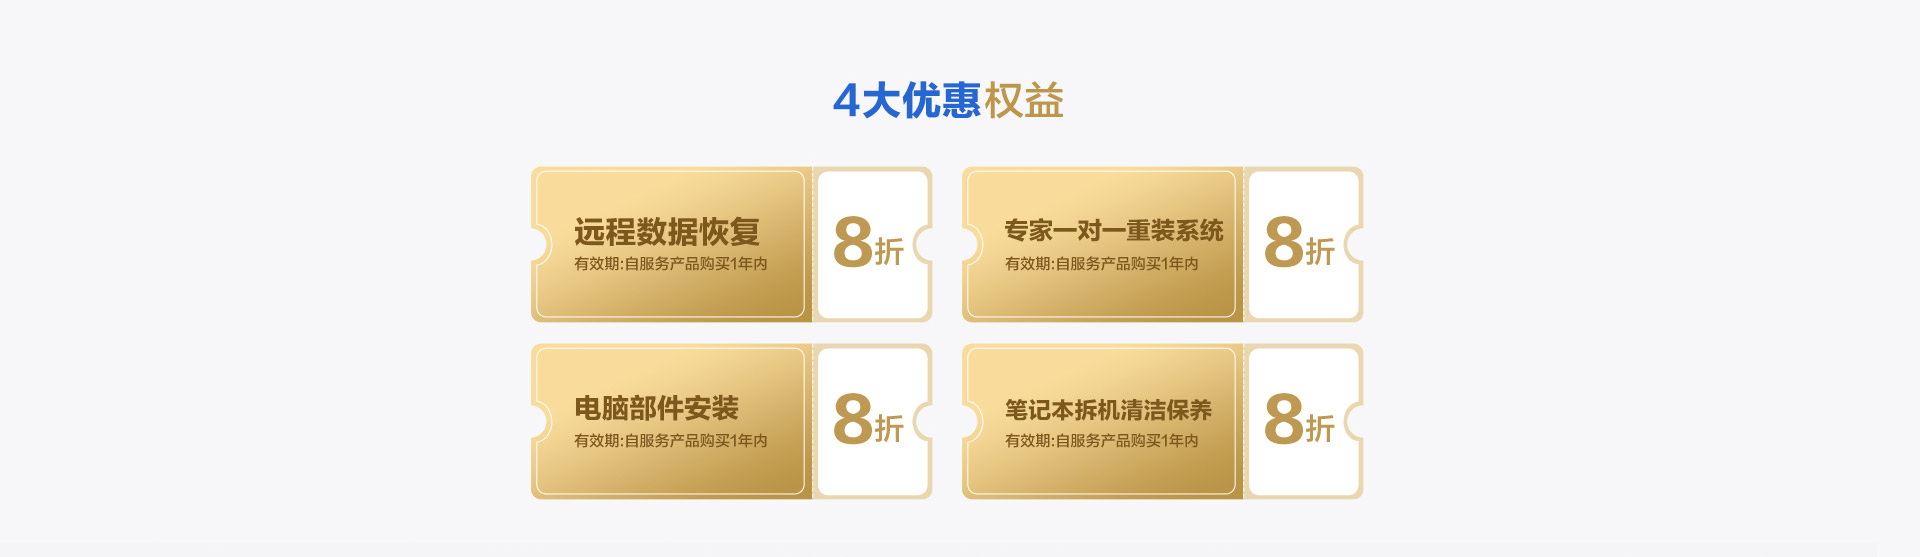 4大优惠权益
远程数据恢复
有效期:自服务产品购买1年内
8折
专家一对一重装系统
有效期:自服务产品购买1年内
8折
电脑部件安装
有效期:自服务产品购买1年内
8折
笔记本拆机清洁保养
有效期:自服务产品购买1年内
8折